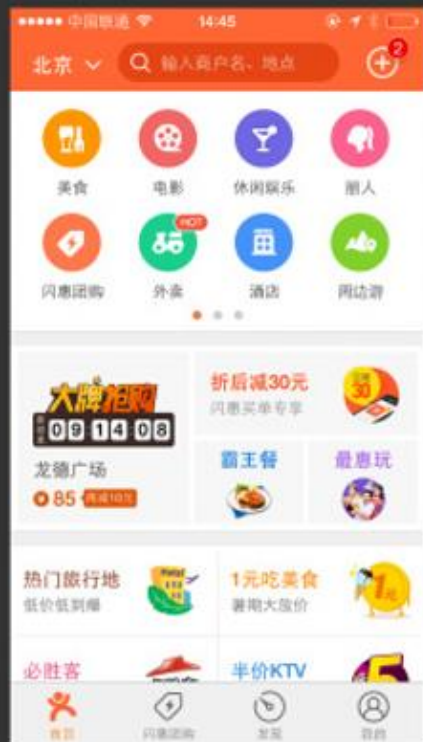 中国联通 14:45
北京 输入商户名、地点 2
美食 电影 休闲娱乐 丽人
HOT
闪惠团购 外卖 酒店 周边游
大牌抢购 折后减30元
闪惠买单专享
09 14 08
龙德广场 霸王餐 最惠玩
85 再减10元
热门旅行地 1元吃美食
低价低到爆 暑期大放价
必胜客 半价KTV
首页 闪惠团购 发现 我的